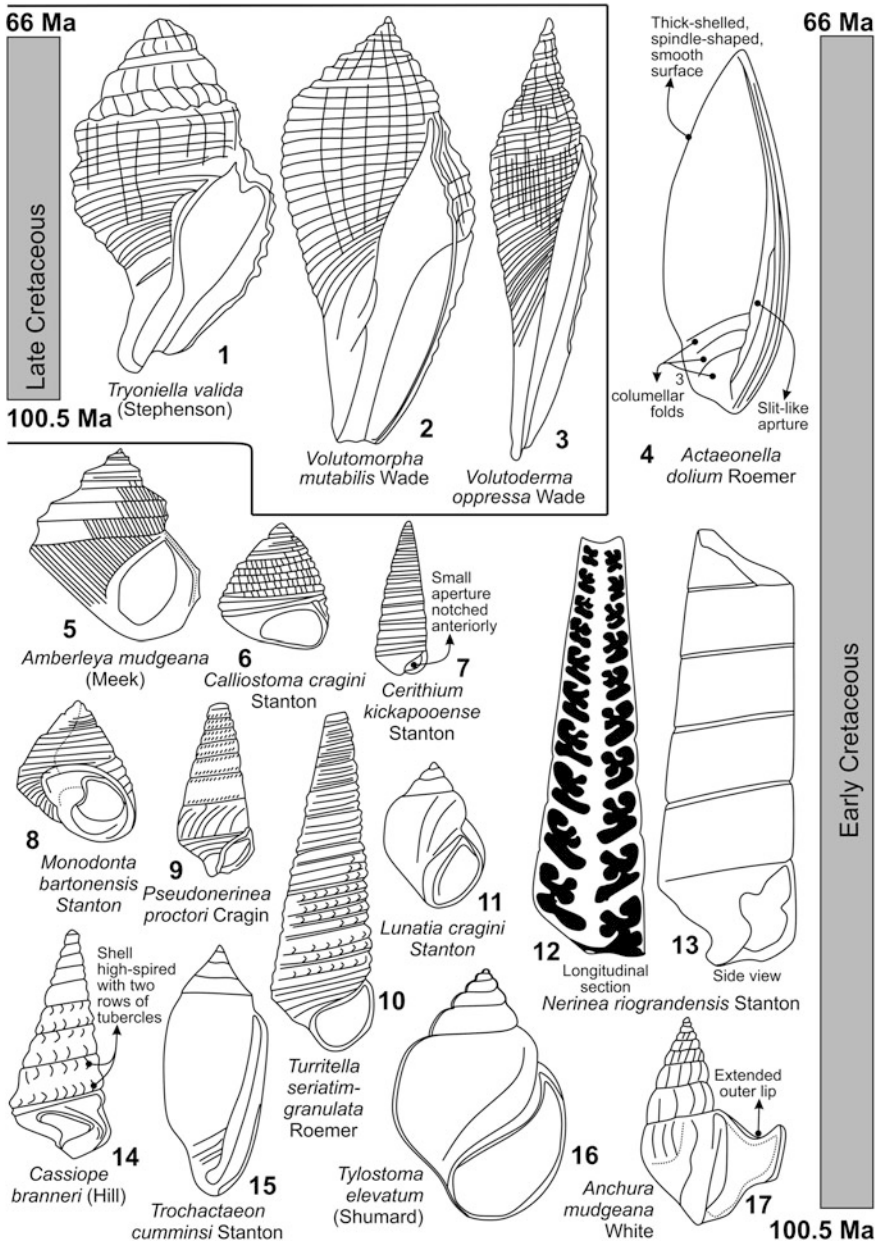 66 Ma
Late Cretaceous
100.5 Ma
1
Tryoniella valida
(Stephenson)
2
Volutomorpha
mutabilis Wade
3
Volutoderma
oppressa Wade
Thick-shelled,
spindle-shaped,
smooth
surface
3
columellar
folds
Slit-like
aprture
4
Actaeonella
dolium Roemer
66 Ma
Early Cretaceous
100.5 Ma
5
Amberleya mudgeana
(Meek)
6
Calliostoma cragini
Stanton
Small
aperture
notched
anteriorly
7
Cerithium
kickapooense
Stanton
8
Monodonta
bartonensis
Stanton
9
Pseudonerinea
proctori Cragin
10
Turritella
seriatim-
granulata
Roemer
11
Lunatia cragini
Stanton
12
Longitudinal
section
13
Side view
Nerinea riograndensis Stanton
Shell
high-spired
with two
rows of
tubercles
14
Cassiope
branneri (Hill)
15
Trochactaeon
cumminsi Stanton
16
Tylostoma
elevatum
(Shumard)
Extended
outer lip
17
Anchura
mudgeana
White